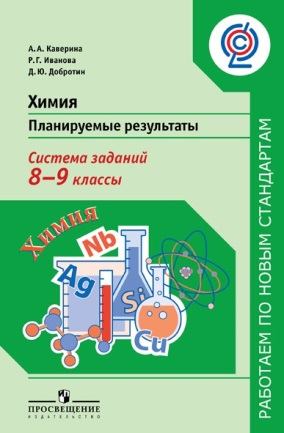 А. А. Каверина
Р. Г. Иванова
Д. Ю. Добротин
Химия
Планируемые результаты
Система заданий
8–9 классы
Химия
Nb
Ag
Si
Cu
ПРОСВЕЩЕНИЕ
ИЗДАТЕЛЬСТВО
РАБОТАЕМ ПО НОВЫМ СТАНДАРТАМ